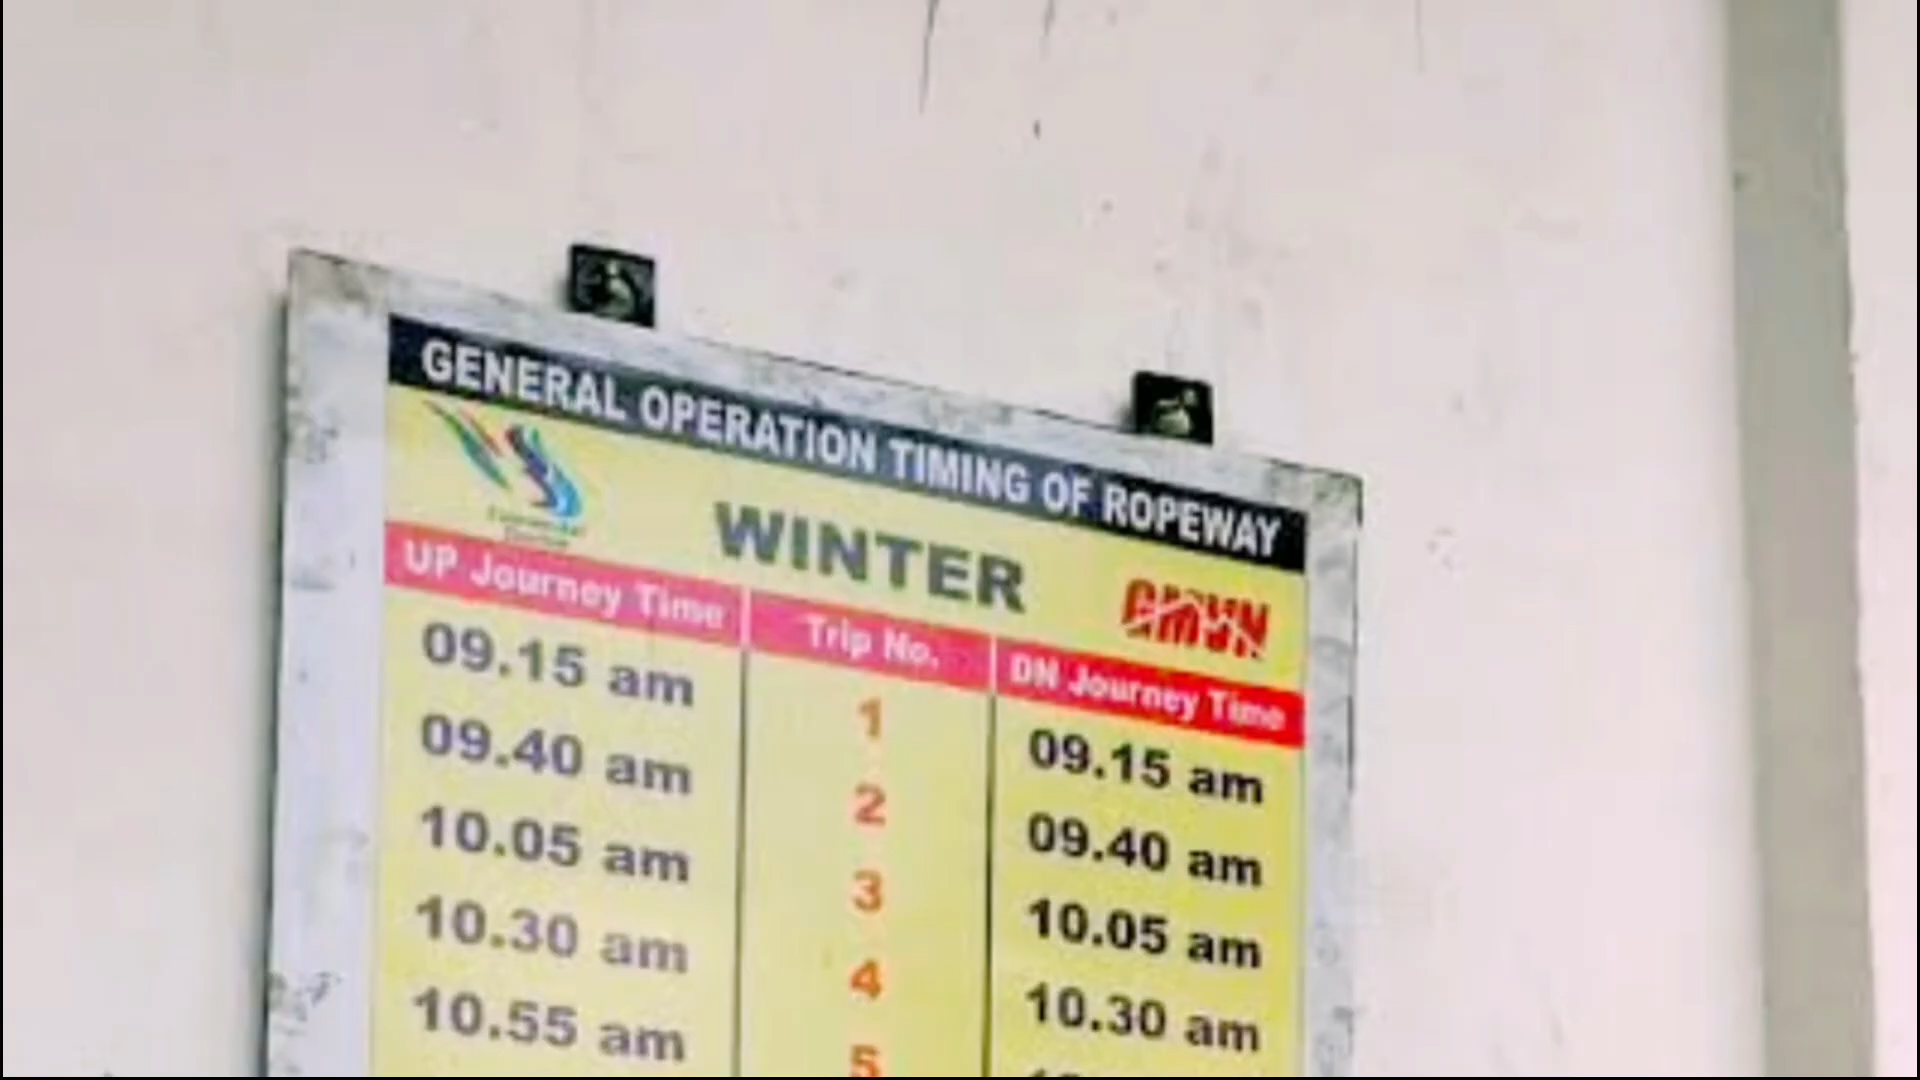 GENERAL OPERATION TIMING OF ROPEWAY
WINTER
GMVN
UP Journey Time Trip No. DN Journey Time
09.15 am 1 09.15 am
09.40 am 2 09.40 am
10.05 am 3 10.05 am
10.30 am 4 10.30 am
10.55 am 5